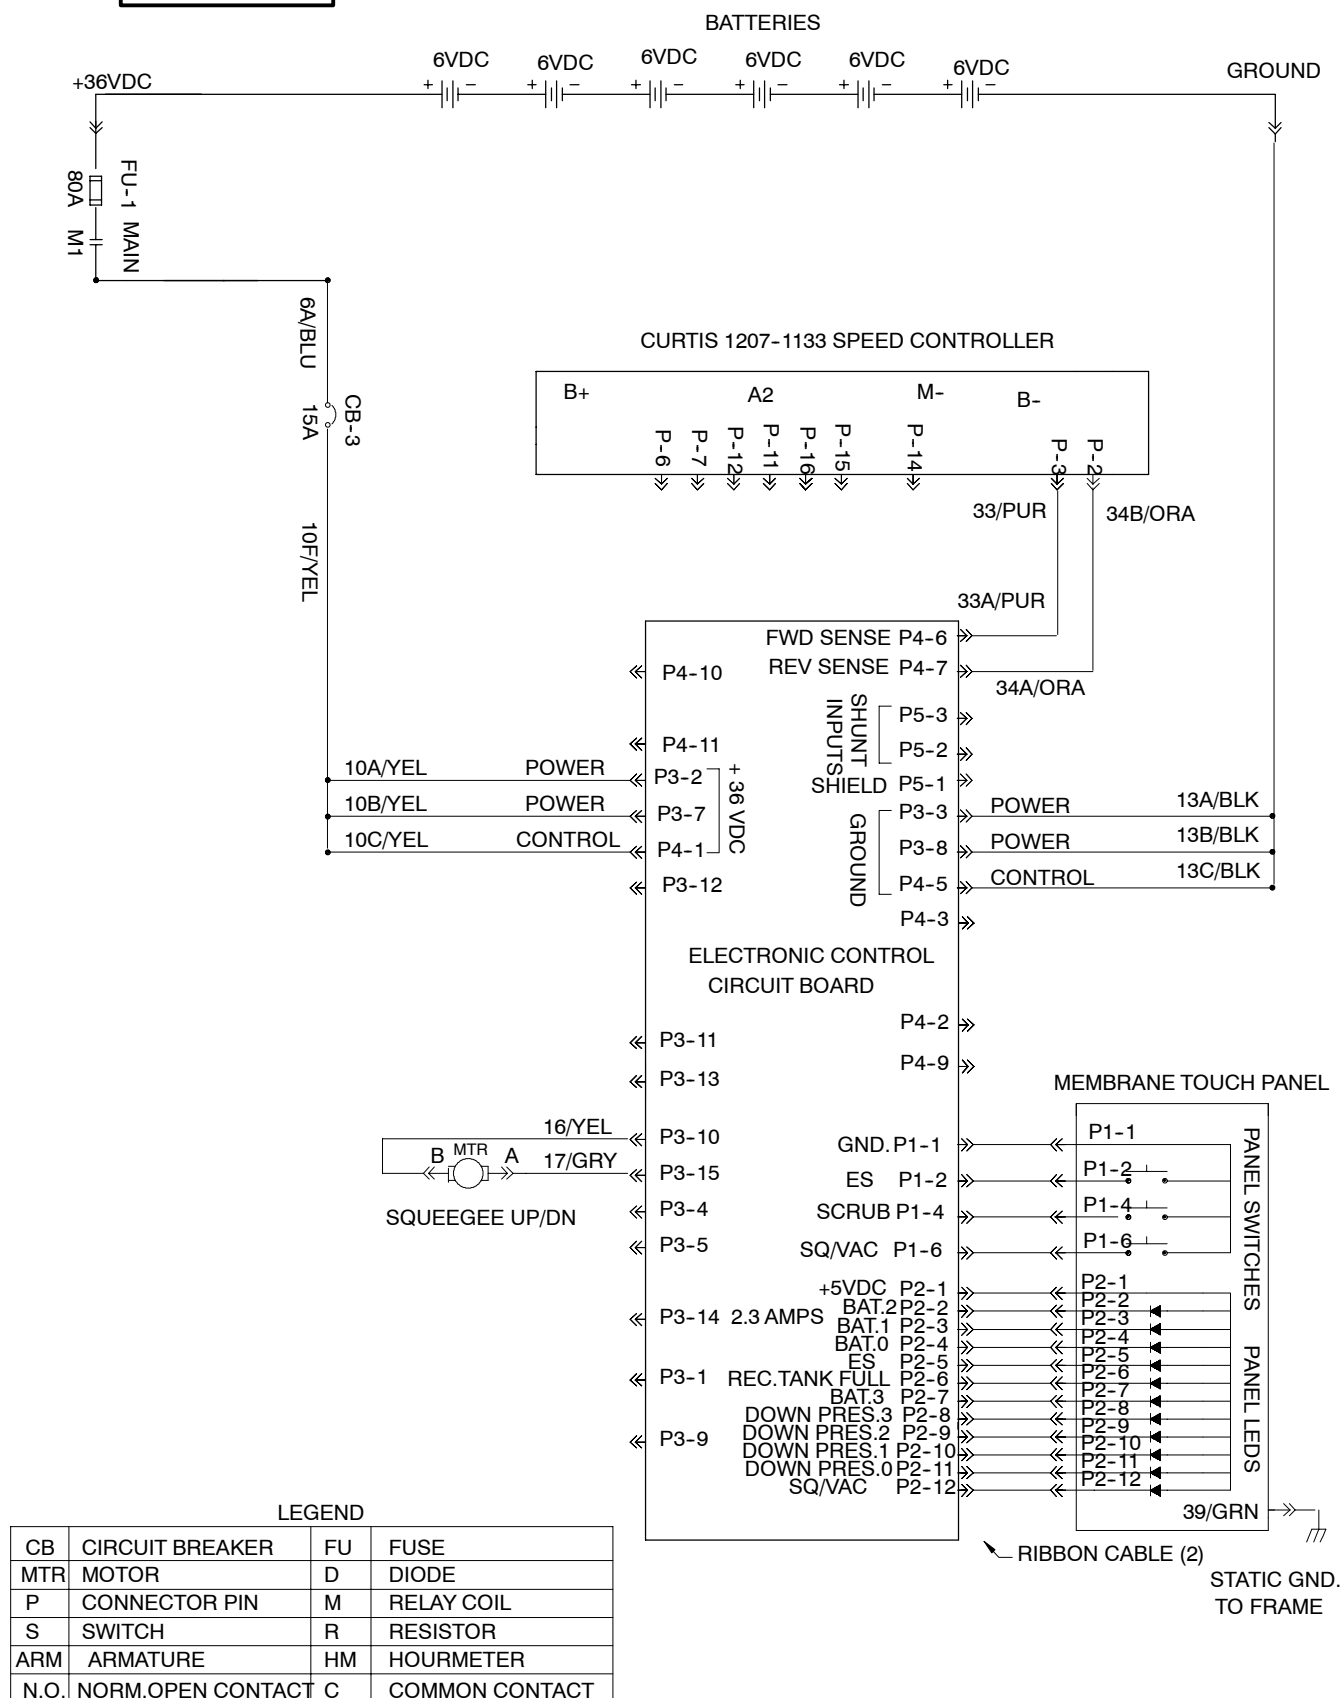 BATTERIES
+36VDC
6VDC
6VDC
6VDC
6VDC
6VDC
6VDC
GROUND
+ −
+ −
+ −
+ −
+ −
+ −
FU-1 MAIN
80A M1
6A/BLU
CB-3
15A
10F/YEL
CURTIS 1207-1133 SPEED CONTROLLER
B+
A2
M-
B-
P-6
P-7
P-12
P-11
P-16
P-15
P-14
P-3
P-2
33/PUR
34B/ORA
33A/PUR
FWD SENSE P4-6
REV SENSE P4-7
34A/ORA
P4-10
SHUNT
INPUTS
P5-3
P4-11
P5-2
SHIELD P5-1
10A/YEL POWER P3-2
10B/YEL POWER P3-7
10C/YEL CONTROL P4-1
+ 36 VDC
P3-12
GROUND
P3-3 POWER 13A/BLK
P3-8 POWER 13B/BLK
P4-5 CONTROL 13C/BLK
P4-3
ELECTRONIC CONTROL
CIRCUIT BOARD
P4-2
P3-11
P4-9
P3-13
MEMBRANE TOUCH PANEL
16/YEL P3-10
B MTR A 17/GRY P3-15
SQUEEGEE UP/DN
P3-4
P3-5
P3-14 2.3 AMPS
P3-1
P3-9
GND. P1-1 P1-1
ES P1-2 P1-2
SCRUB P1-4 P1-4
SQ/VAC P1-6 P1-6
PANEL SWITCHES
+5VDC P2-1 P2-1
BAT.2 P2-2 P2-2
BAT.1 P2-3 P2-3
BAT.0 P2-4 P2-4
ES P2-5 P2-5
REC.TANK FULL P2-6 P2-6
BAT.3 P2-7 P2-7
DOWN PRES.3 P2-8 P2-8
DOWN PRES.2 P2-9 P2-9
DOWN PRES.1 P2-10 P2-10
DOWN PRES.0 P2-11 P2-11
SQ/VAC P2-12 P2-12
PANEL LEDS
39/GRN
RIBBON CABLE (2)
STATIC GND.
TO FRAME
LEGEND
CB CIRCUIT BREAKER FU FUSE
MTR MOTOR D DIODE
P CONNECTOR PIN M RELAY COIL
S SWITCH R RESISTOR
ARM ARMATURE HM HOURMETER
N.O. NORM.OPEN CONTACT C COMMON CONTACT